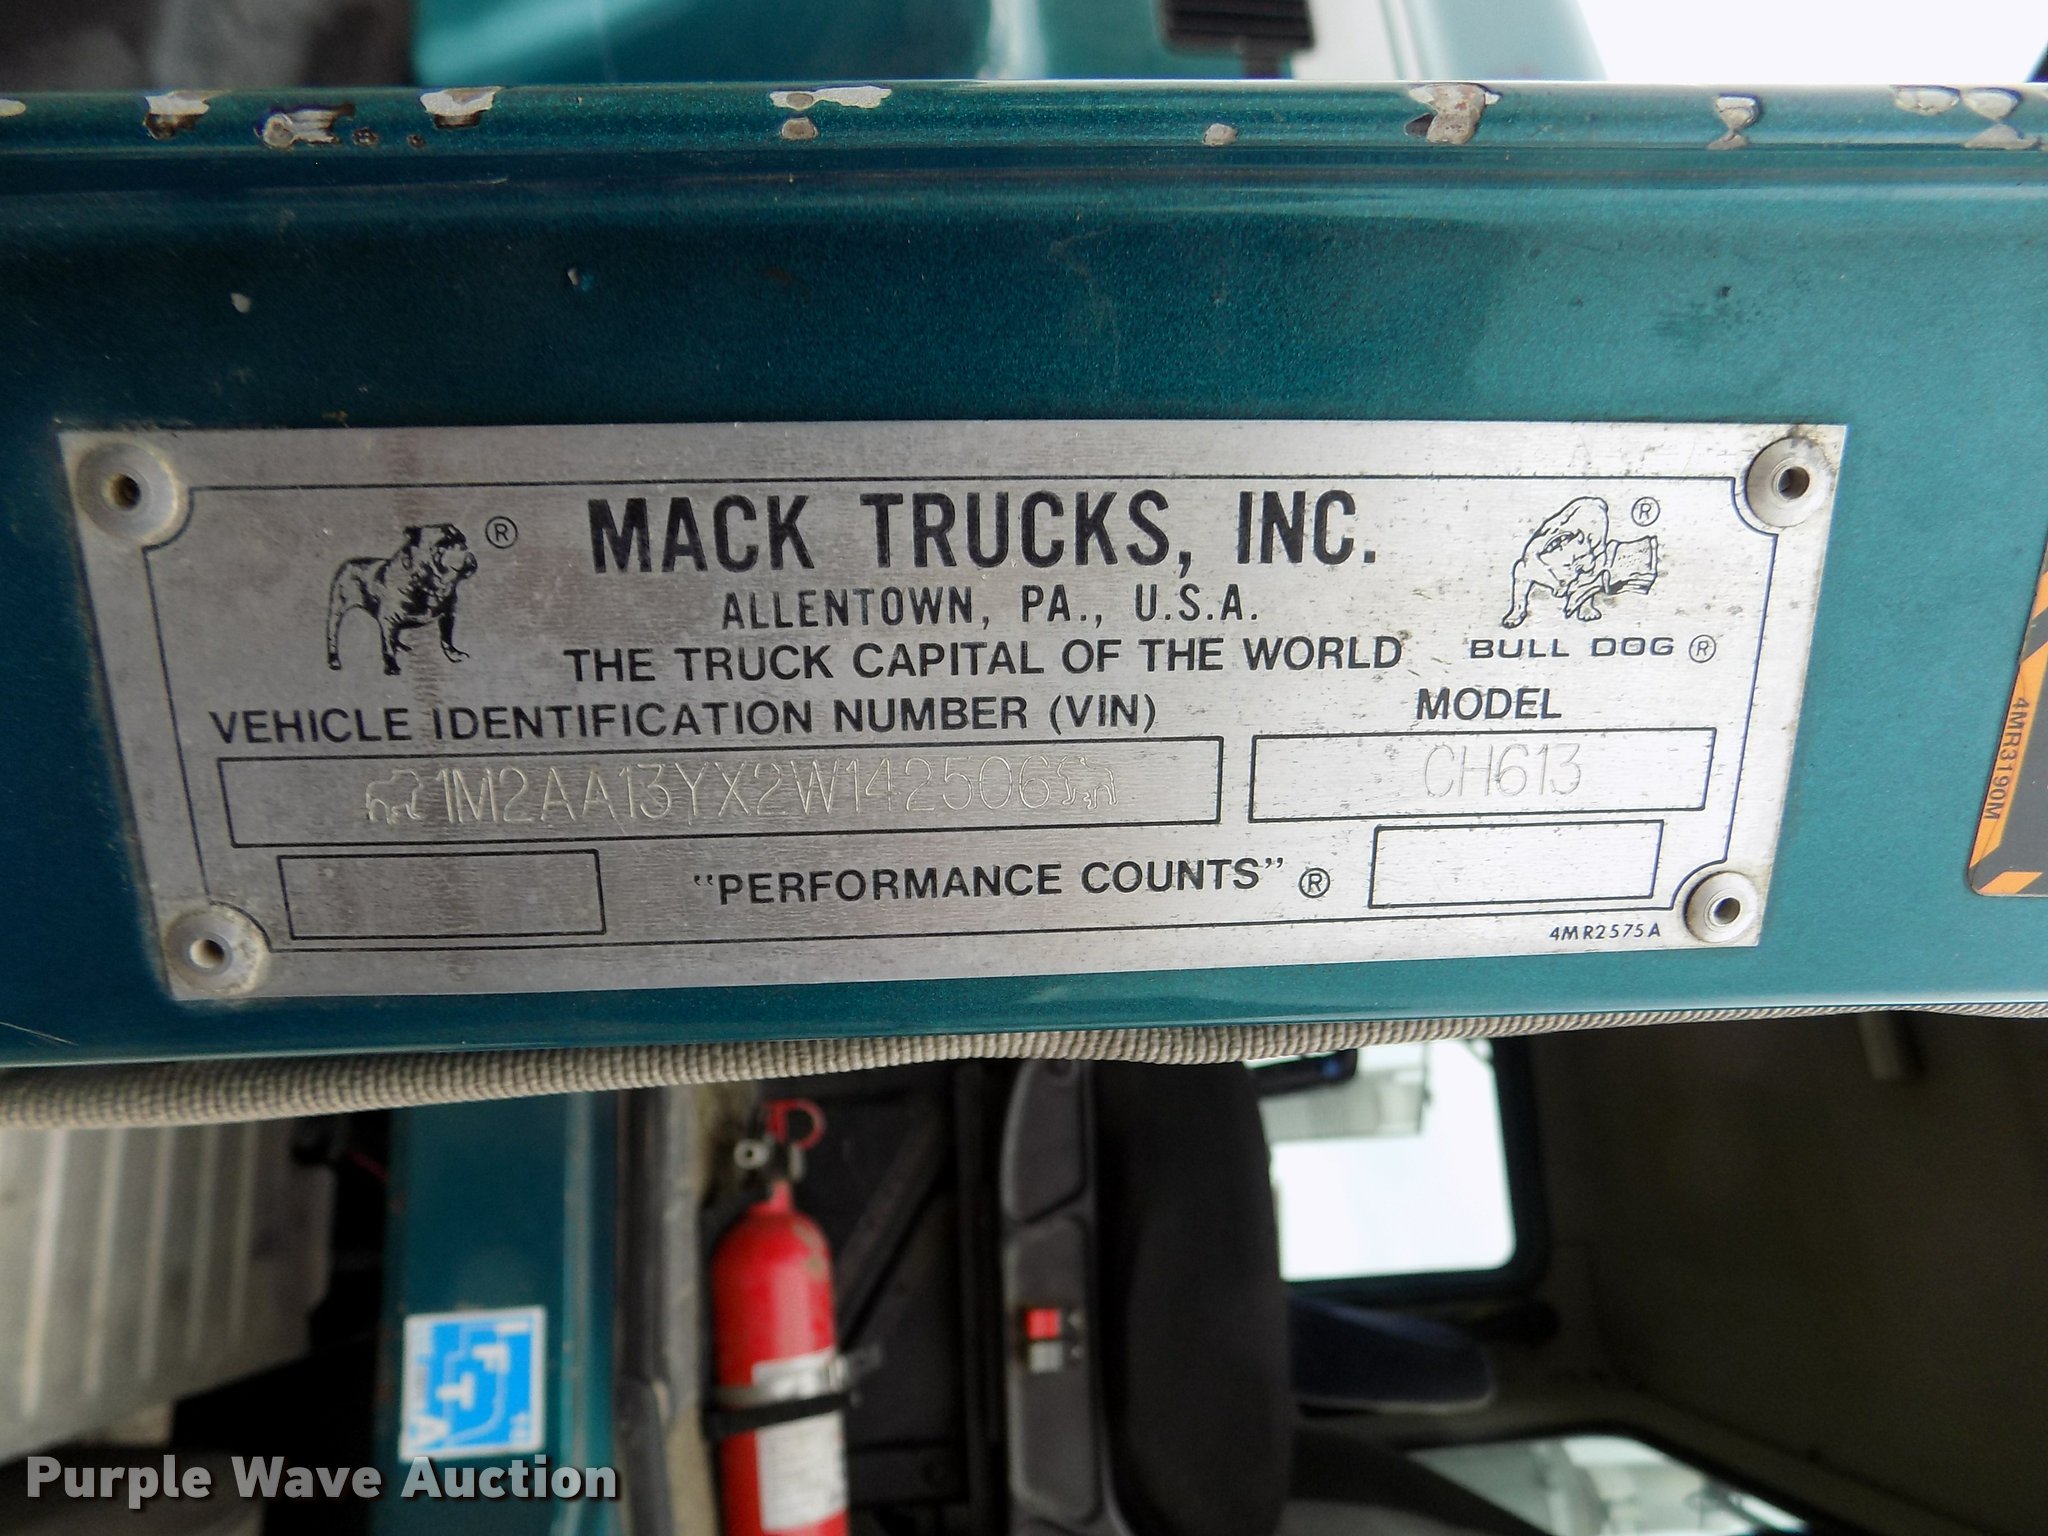 MACK TRUCKS, INC.
ALLENTOWN, PA., U.S.A.
THE TRUCK CAPITAL OF THE WORLD
BULL DOG ®
®
®
VEHICLE IDENTIFICATION NUMBER (VIN)
MODEL
1M2AA13YX2W142506
CH613
"PERFORMANCE COUNTS" ®
4MR2575A
4MR3190M
IFTA
Purple Wave Auction